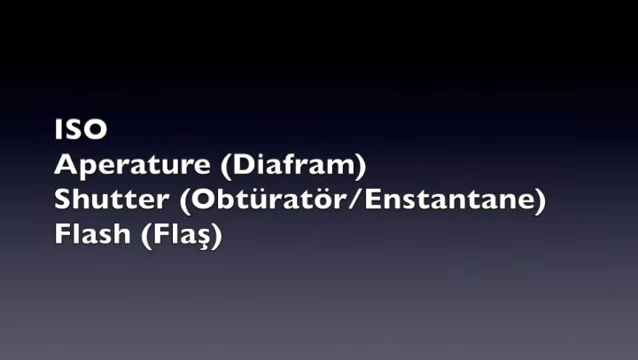 ISO
Aperature (Diafram)
Shutter (Obtüratör/Enstantane)
Flash (Flaş)